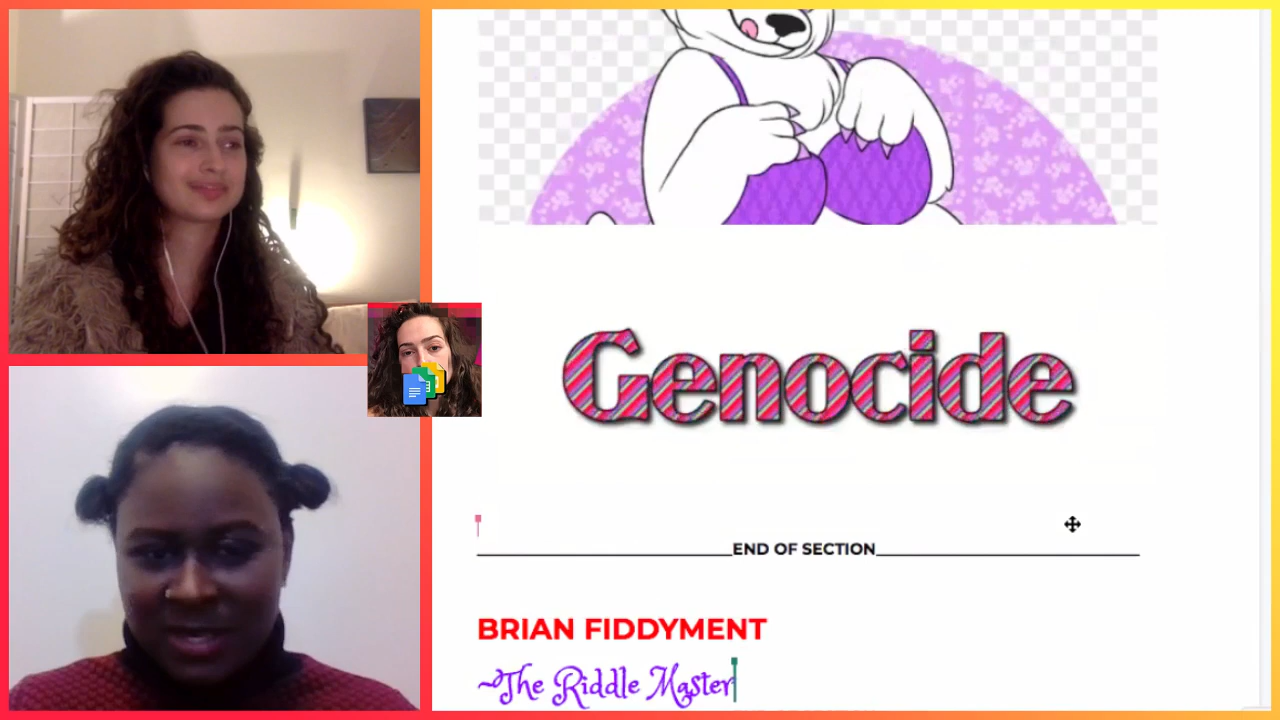 Genocide
END OF SECTION
BRIAN FIDDYMENT
~The Riddle Master